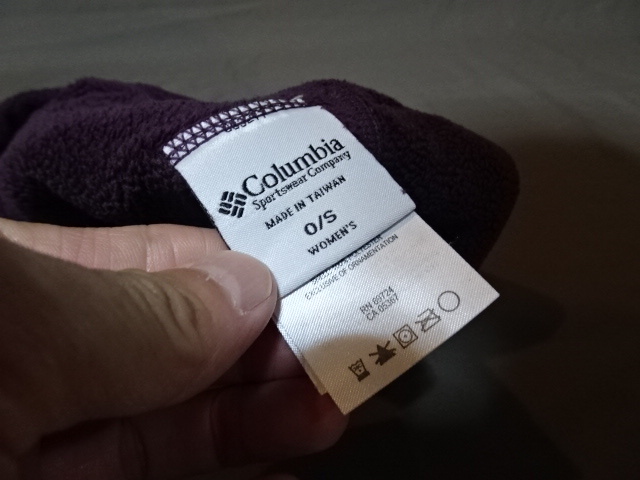 Columbia
Sportswear Company
MADE IN TAIWAN
O/S
WOMEN'S
EXCLUSIVE OF ORNAMENTATION
RN 69724
CA 05367